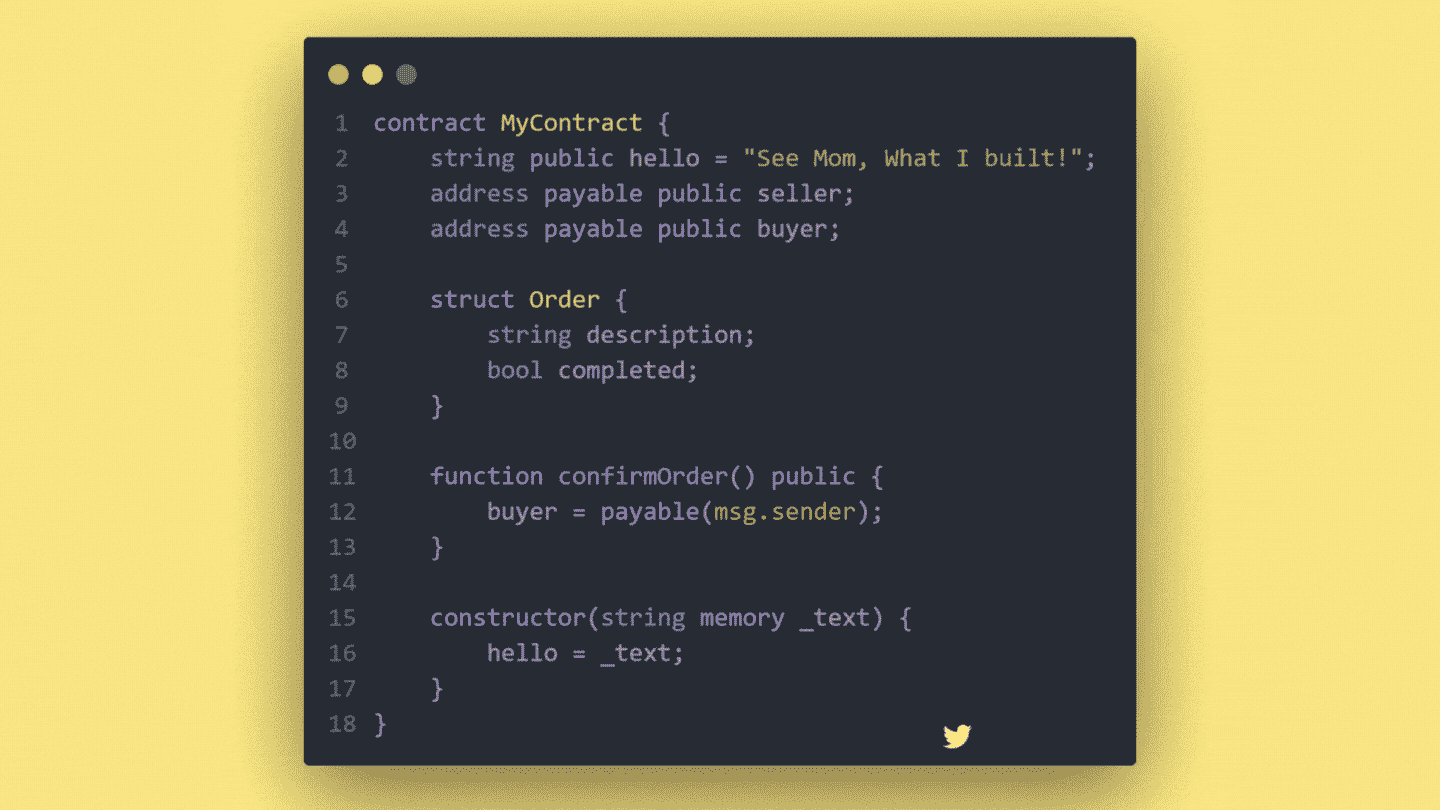 1 contract MyContract {
2     string public hello = "See Mom, What I built!";
3     address payable public seller;
4     address payable public buyer;
5
6     struct Order {
7         string description;
8         bool completed;
9     }
10
11     function confirmOrder() public {
12         buyer = payable(msg.sender);
13     }
14
15     constructor(string memory _text) {
16         hello = _text;
17     }
18 }